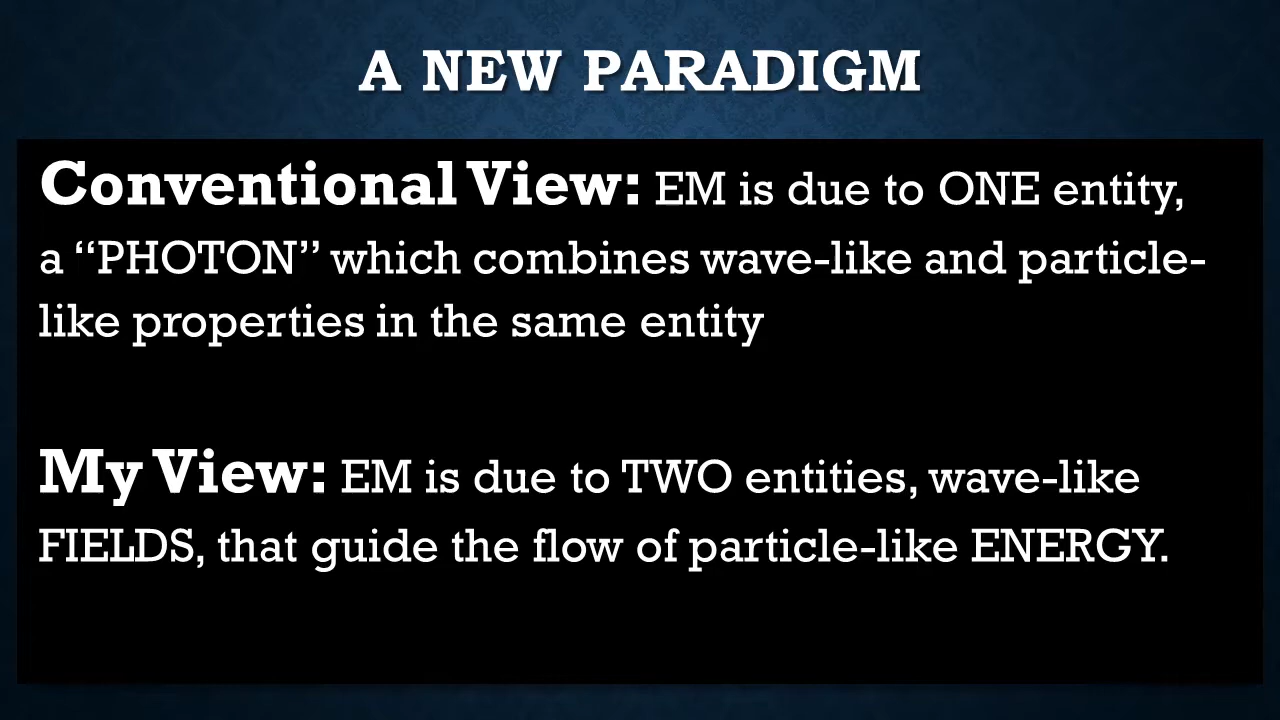 A NEW PARADIGM
Conventional View: EM is due to ONE entity,
a “PHOTON” which combines wave-like and particle-
like properties in the same entity
My View: EM is due to TWO entities, wave-like
FIELDS, that guide the flow of particle-like ENERGY.